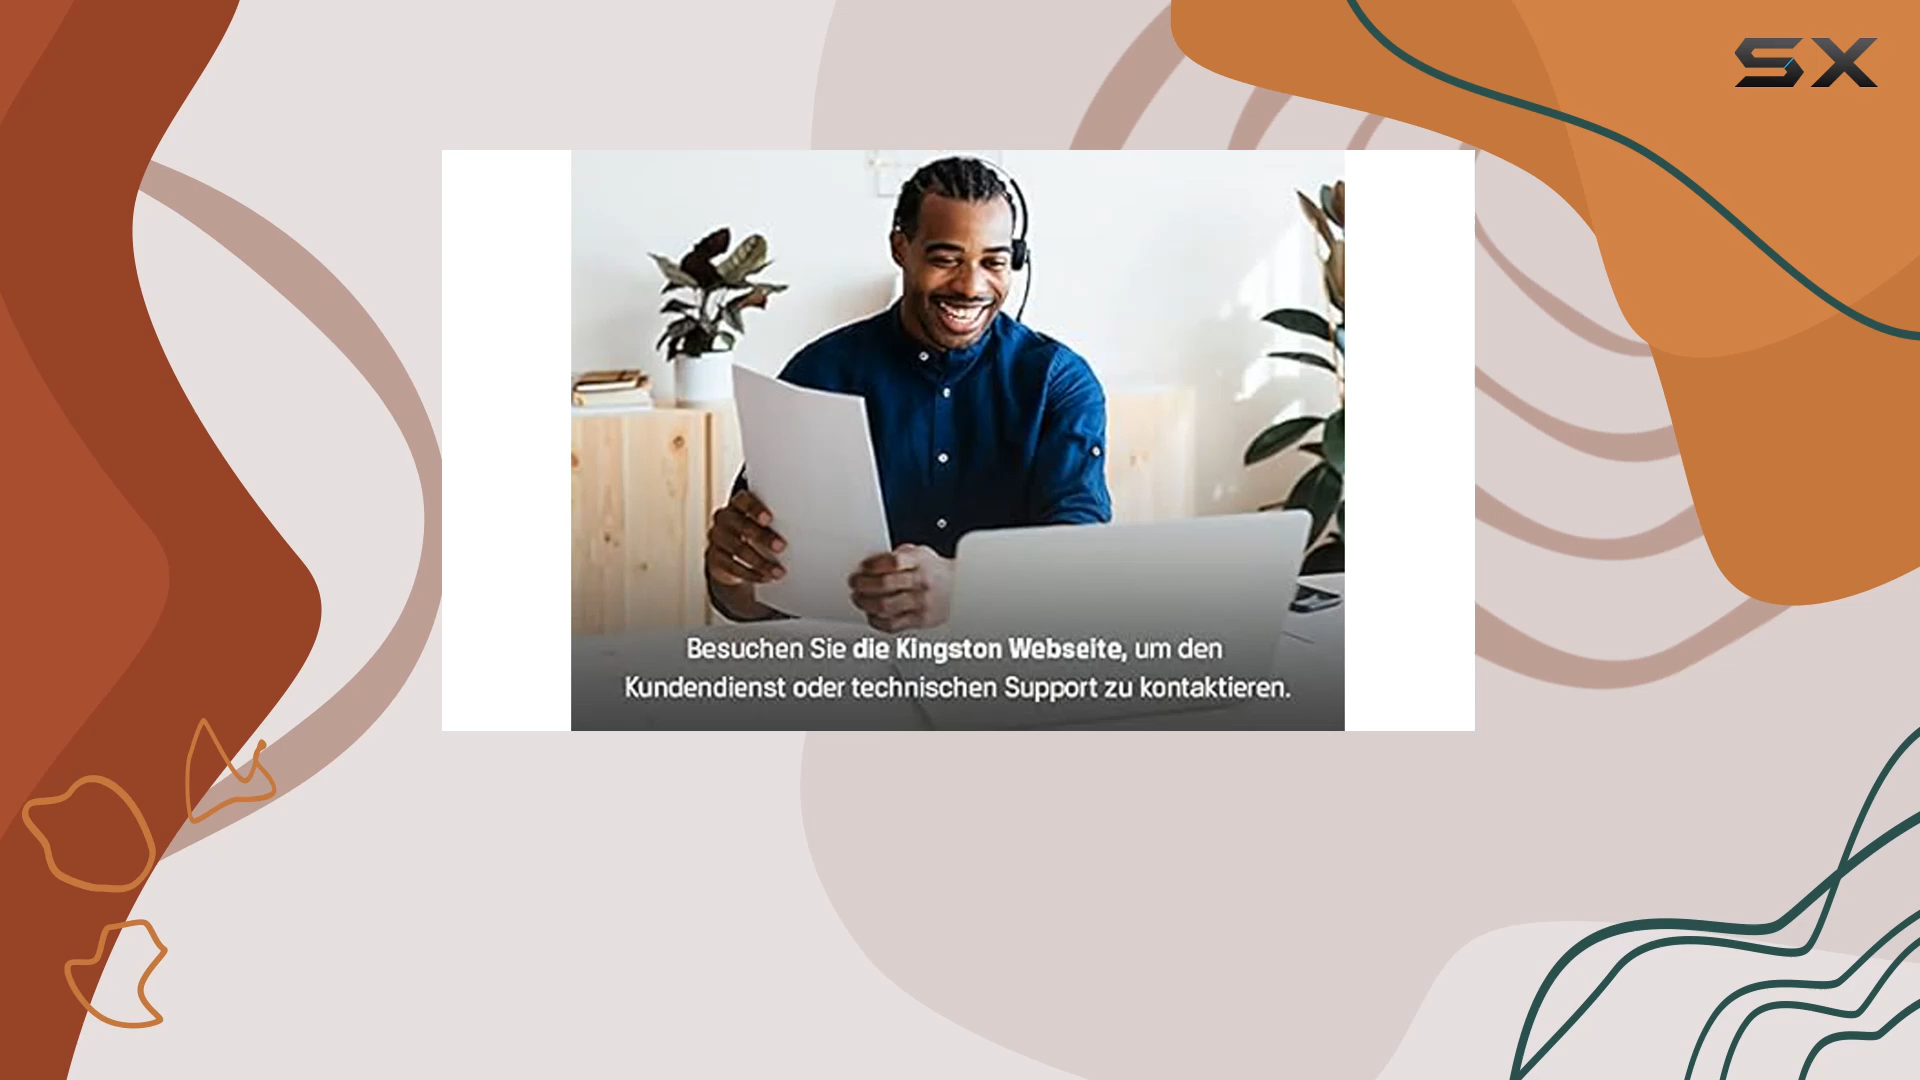 SX
Besuchen Sie die Kingston Webseite, um den
Kundendienst oder technischen Support zu kontaktieren.